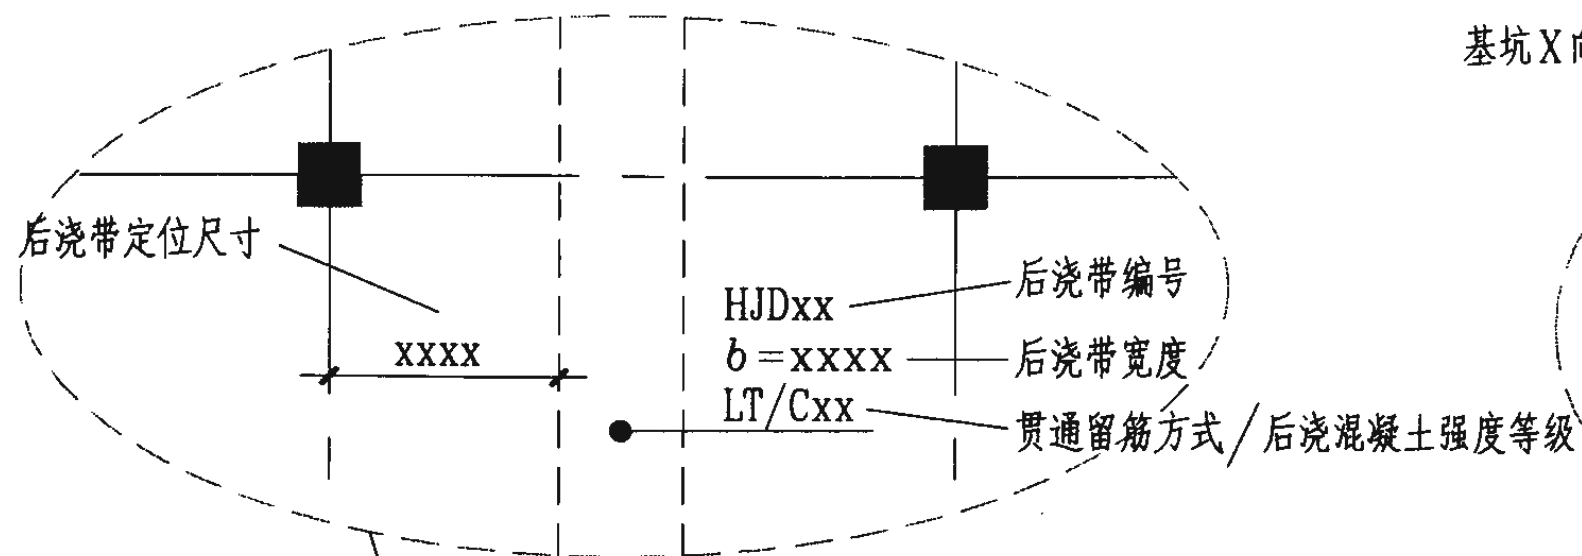 基坑X向
后浇带定位尺寸
xxxx
HJDxx
后浇带编号
b=xxxx
后浇带宽度
LT/Cxx
贯通留筋方式/后浇混凝土强度等级